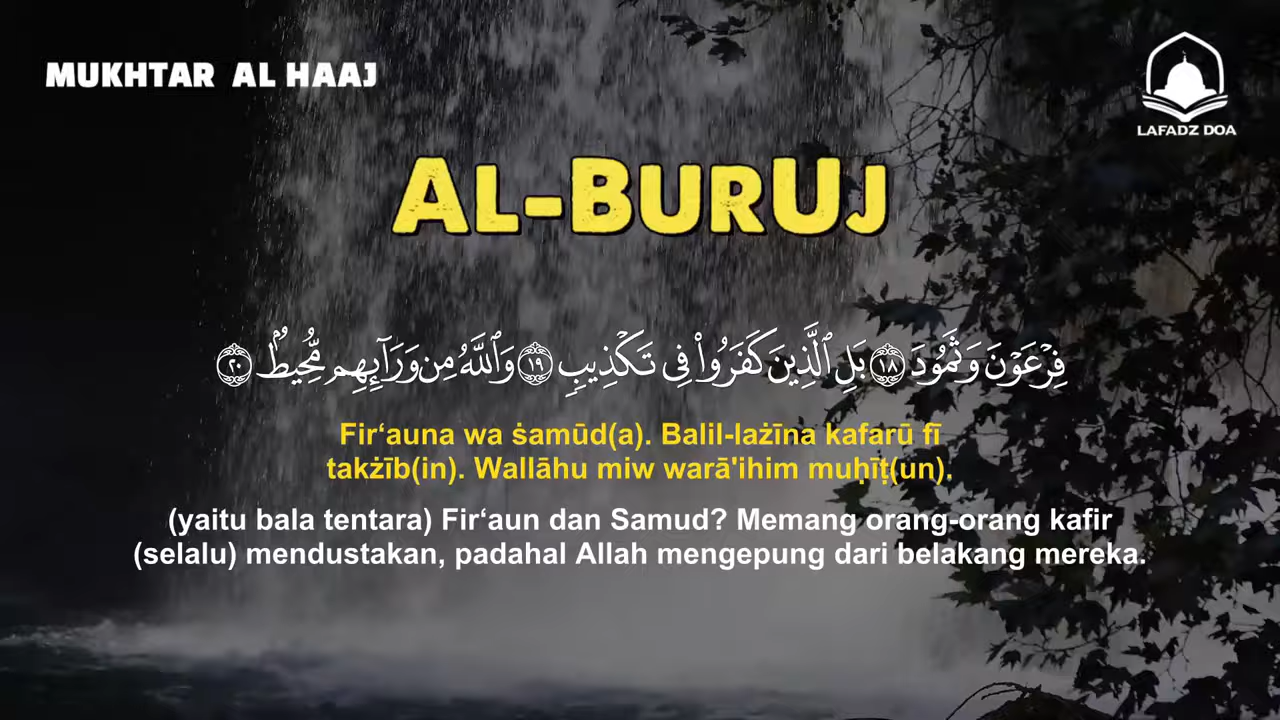 MUKHTAR AL HAAJ
LAFADZ DOA
AL-BURUJ
فِرْعَوْنَ وَثَمُودَ ۝١٨ بَلِ ٱلَّذِينَ كَفَرُوا۟ فِى تَكْذِيبٍ ۝١٩ وَٱللَّهُ مِن وَرَآئِهِم مُّحِيطٌۢ ۝٢٠
Fir‘auna wa ṡamūd(a). Balil-lażīna kafarū fī
takżīb(in). Wallāhu miw warā'ihim muḥīṭ(un).
(yaitu bala tentara) Fir‘aun dan Samud? Memang orang-orang kafir
(selalu) mendustakan, padahal Allah mengepung dari belakang mereka.